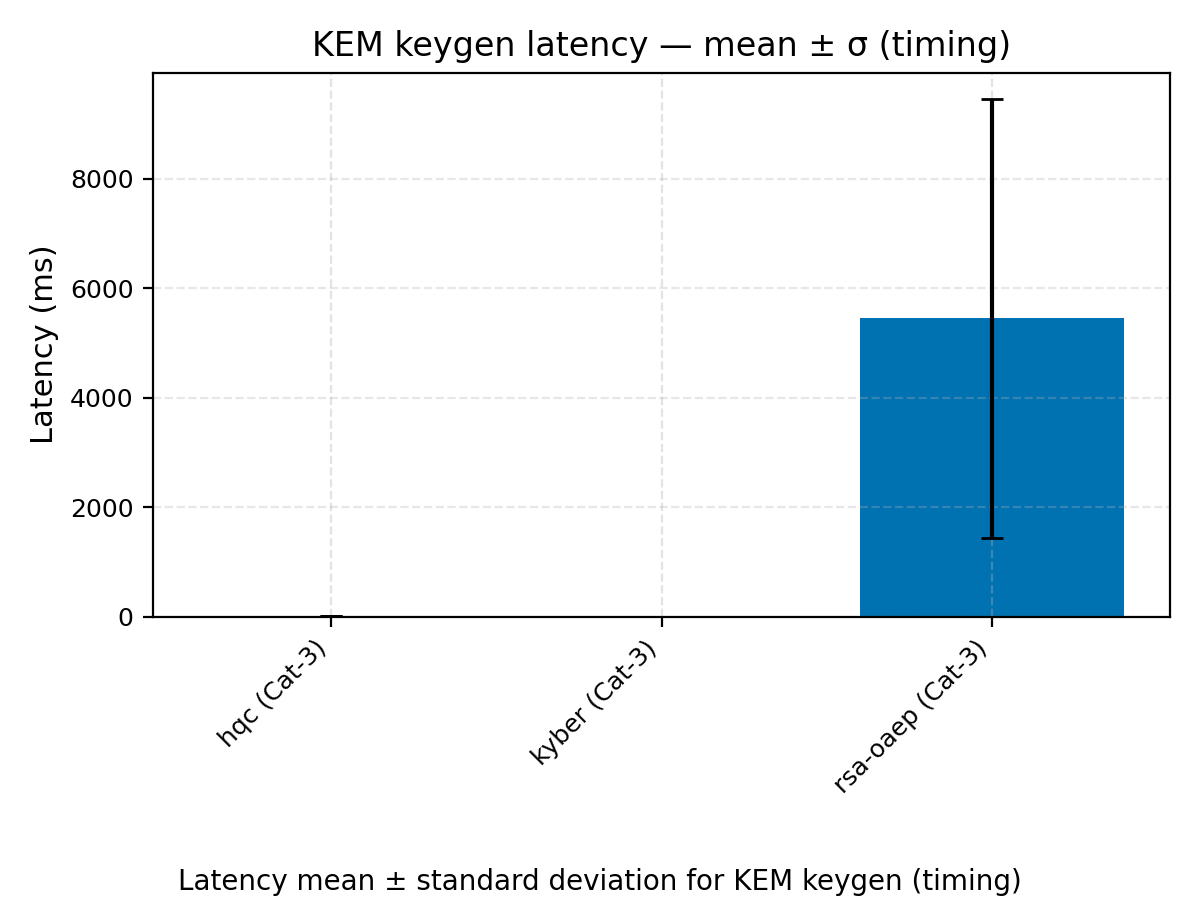 KEM keygen latency — mean ± σ (timing)
Latency (ms)
8000
6000
4000
2000
0
hqc (Cat-3)
kyber (Cat-3)
rsa-oaep (Cat-3)
Latency mean ± standard deviation for KEM keygen (timing)